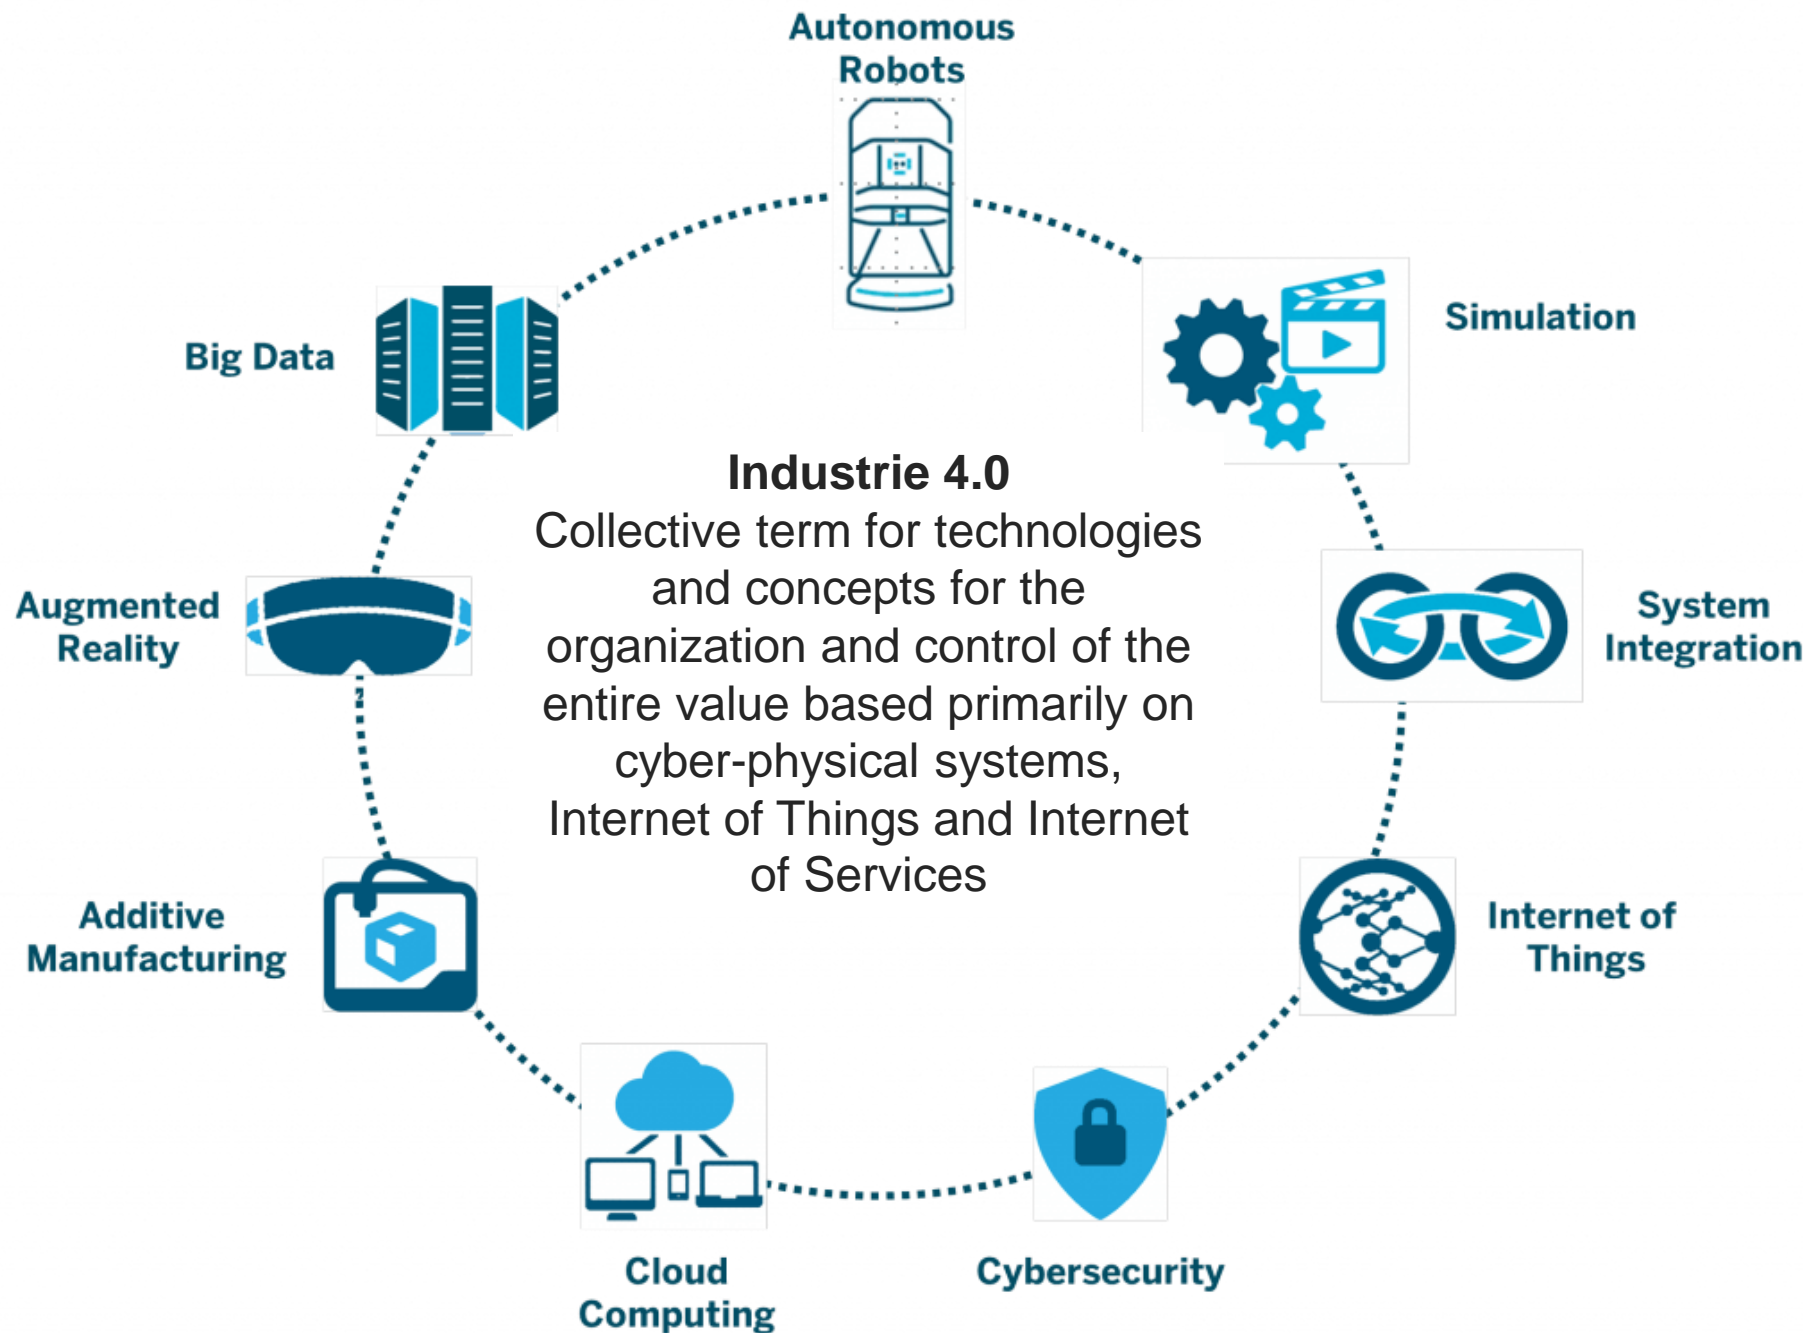 Autonomous
Robots
Simulation
Big Data
Industrie 4.0
Collective term for technologies
and concepts for the
organization and control of the
entire value based primarily on
cyber-physical systems,
Internet of Things and Internet
of Services
Augmented
Reality
System
Integration
Additive
Manufacturing
Internet of
Things
Cloud
Computing
Cybersecurity